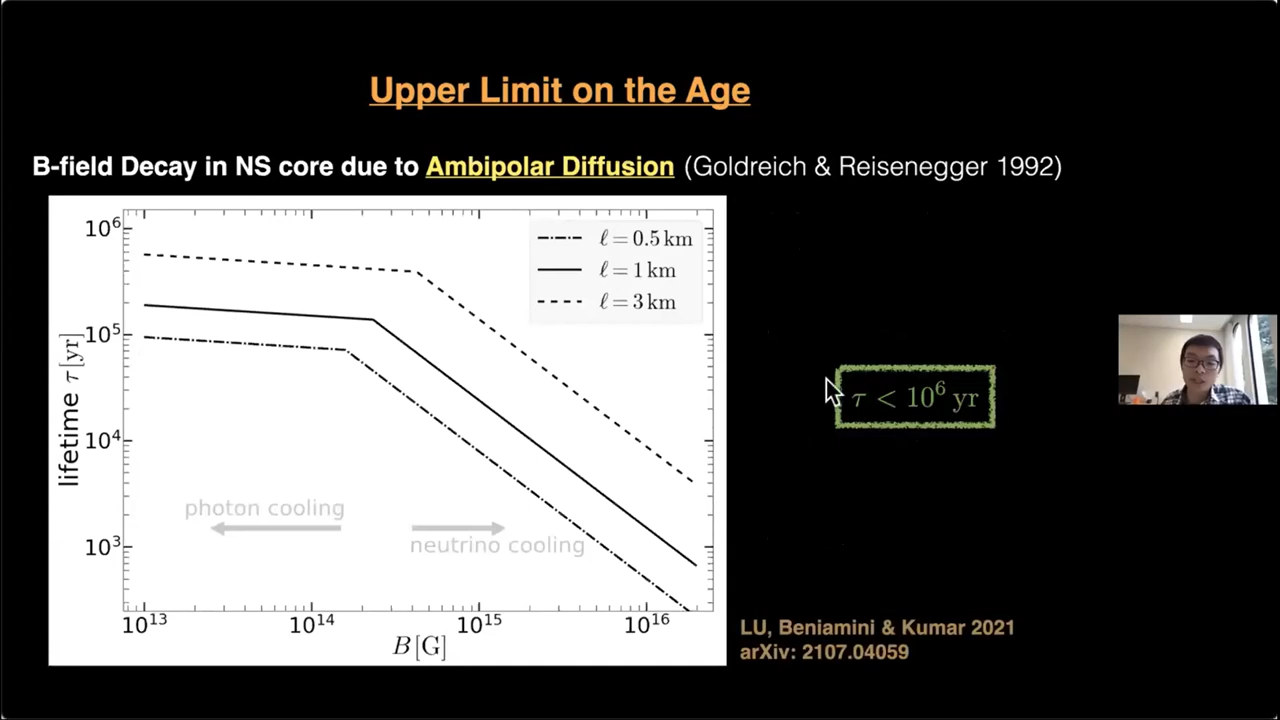 Upper Limit on the Age
B-field Decay in NS core due to Ambipolar Diffusion (Goldreich & Reisenegger 1992)
10⁶
10⁵
10⁴
10³
lifetime τ [yr]
ℓ = 0.5 km
ℓ = 1 km
ℓ = 3 km
photon cooling
neutrino cooling
10¹³ 10¹⁴ 10¹⁵ 10¹⁶
B [G]
τ < 10⁶ yr
LU, Beniamini & Kumar 2021
arXiv: 2107.04059